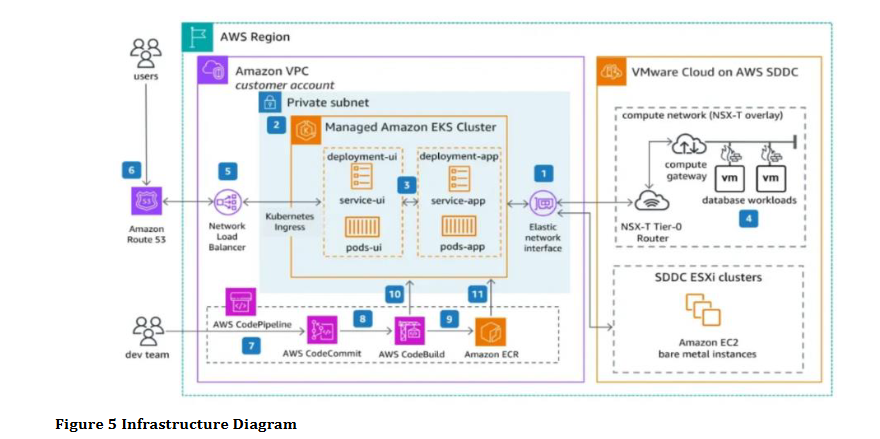 AWS Region
users
Amazon VPC
customer account
VMware Cloud on AWS SDDC
Private subnet
2
Managed Amazon EKS Cluster
compute network (NSX-T overlay)
deployment-ui
deployment-app
compute
gateway
vm
vm
database workloads
6
5
3
1
4
service-ui
service-app
53
Amazon
Route 53
Network
Load
Balancer
Kubernetes
Ingress
pods-ui
pods-app
Elastic
network
interface
NSX-T Tier-0
Router
SDDC ESXi clusters
10
11
AWS CodePipeline
8
9
7
dev team
AWS CodeCommit
AWS CodeBuild
Amazon ECR
Amazon EC2
bare metal instances
Figure 5 Infrastructure Diagram